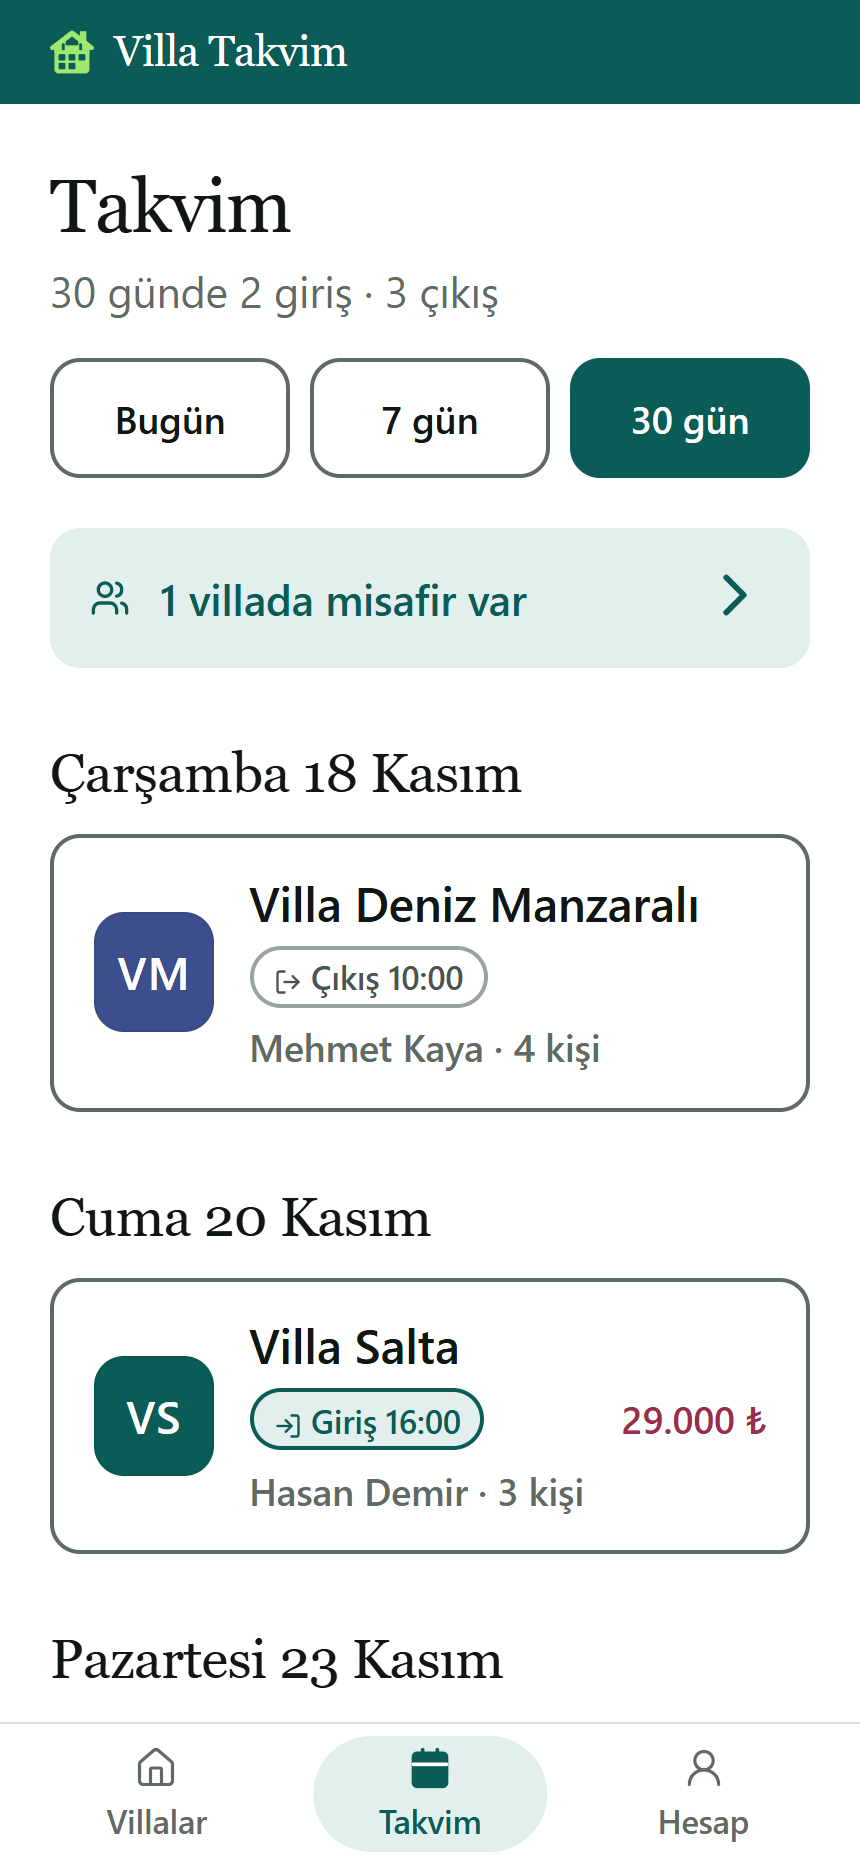 Villa Takvim
Takvim
30 günde 2 giriş · 3 çıkış
Bugün
7 gün
30 gün
1 villada misafir var
Çarşamba 18 Kasım
VM
Villa Deniz Manzaralı
Çıkış 10:00
Mehmet Kaya · 4 kişi
Cuma 20 Kasım
VS
Villa Salta
Giriş 16:00
29.000 ₺
Hasan Demir · 3 kişi
Pazartesi 23 Kasım
Villalar
Takvim
Hesap